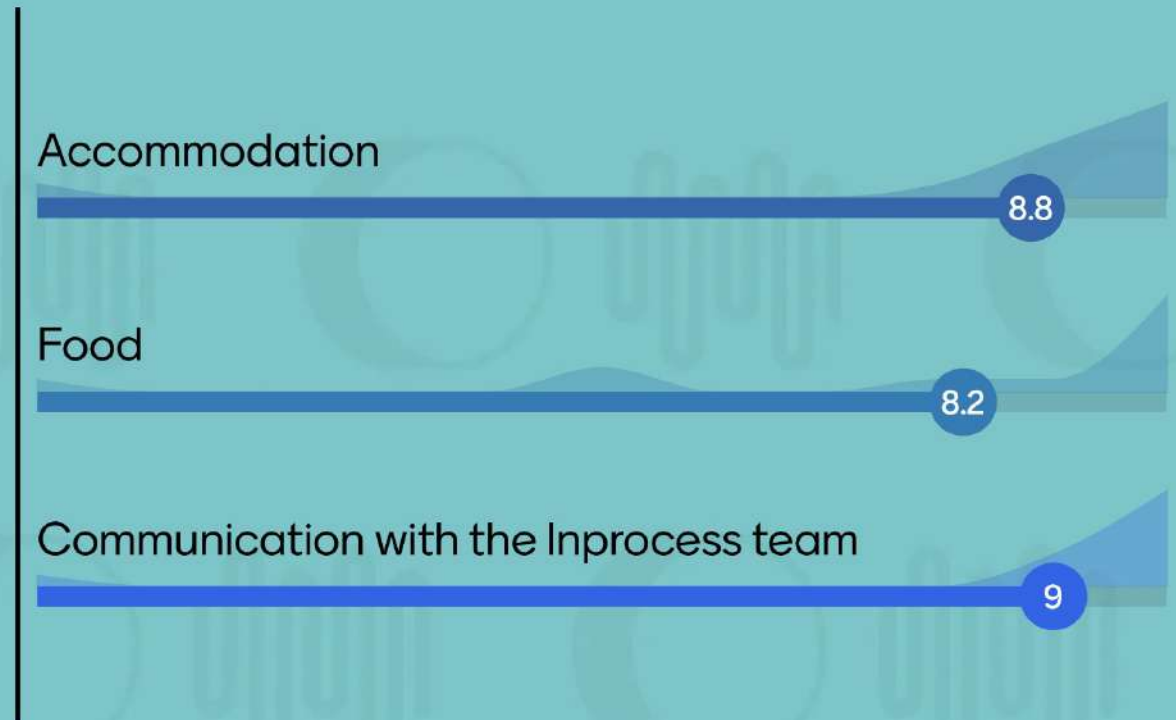 Accommodation
8.8
Food
8.2
Communication with the Inprocess team
9